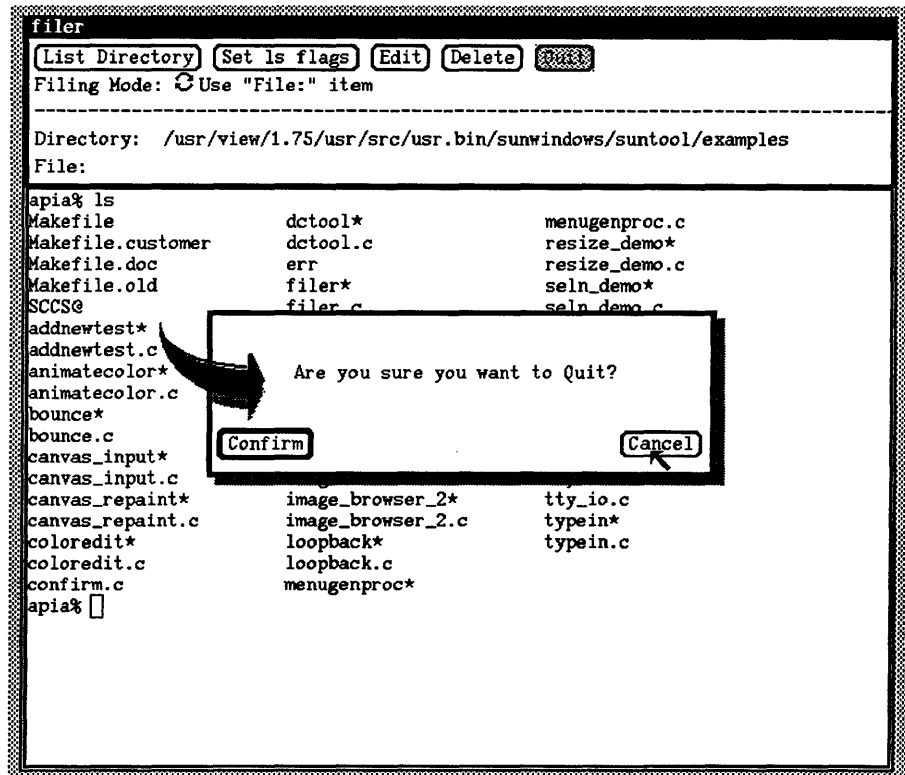 filer
List Directory Set ls flags Edit Delete Quit
Filing Mode: Use "File:" item
Directory: /usr/view/1.75/usr/src/usr.bin/sunwindows/suntool/examples
File:
apia% ls
Makefile dctool* menugenproc.c
Makefile.customer dctool.c resize_demo*
Makefile.doc err resize_demo.c
Makefile.old filer* seln_demo*
SCCS@ filer.c seln_demo.c
addnewtest*
addnewtest.c
animatecolor* Are you sure you want to Quit?
animatecolor.c
bounce*
bounce.c Confirm Cancel
canvas_input*
canvas_input.c
canvas_repaint* image_browser_2* tty_io.c
canvas_repaint.c image_browser_2.c typein*
coloredit* loopback* typein.c
coloredit.c loopback.c
confirm.c menugenproc*
apia%